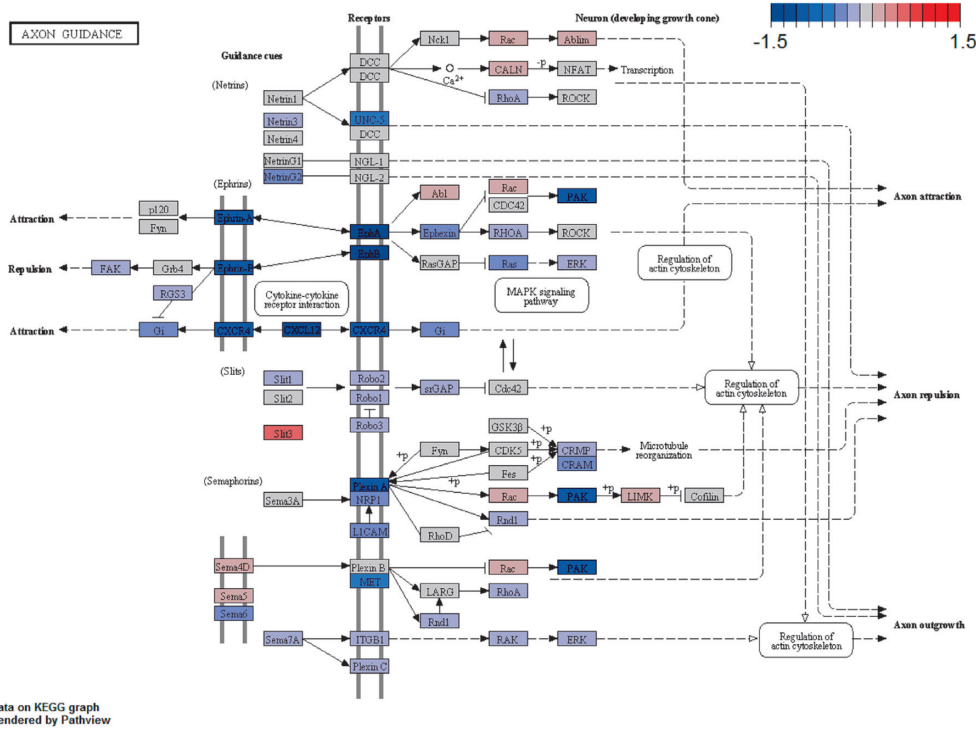 AXON GUIDANCE
Receptors
Neuron (developing growth cone)
-1.5 1.5
Guidance cues
(Netrins)
DCC
DCC
Nck1
Rac
Ablim
Ca2+
CALN
-p
NFAT
Transcription
RhoA
ROCK
Netrin1
Netrin3
Netrin4
UNC-5
DCC
NetrinG1
NGL-1
NetrinG2
NGL-2
(Ephrins)
Attraction
p120
Fyn
Ephrin-A
EphA
Abl
Rac
CDC42
PAK
Axon attraction
Ephexin
RHOA
ROCK
EphB
RasGAP
Ras
ERK
Regulation of
actin cytoskeleton
Repulsion
FAK
Grb4
Ephrin-B
RGS3
Cytokine-cytokine
receptor interaction
MAPK signaling
pathway
Attraction
Gi
CXCR4
CXCL12
CXCR4
Gi
(Slits)
Slit1
Slit2
Slit3
Robo2
Robo1
Robo3
srGAP
Cdc42
Regulation of
actin cytoskeleton
Axon repulsion
GSK3β
+p
Fyn
+p
CDK5
+p
CRMP
CRAM
Microtubule
reorganization
Fes
+p
+p
(Semaphorins)
Sema3A
Plexin A
NRP1
L1CAM
Rac
PAK
+p
LIMK
+p
Cofilin
Rnd1
RhoD
Sema4D
Sema5
Sema6
Plexin B
MET
Rac
PAK
LARG
RhoA
Rnd1
Sema7A
ITGB1
Plexin C
RAK
ERK
Regulation of
actin cytoskeleton
Axon outgrowth
ata on KEGG graph
endered by Pathview